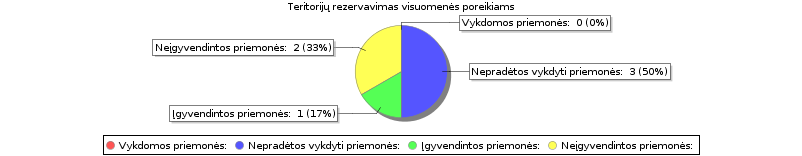 Teritorijų rezervavimas visuomenės poreikiams
Vykdomos priemonės: 0 (0%)
Neįgyvendintos priemonės: 2 (33%)
Nepradėtos vykdyti priemonės: 3 (50%)
Įgyvendintos priemonės: 1 (17%)
Vykdomos priemonės: Nepradėtos vykdyti priemonės: Įgyvendintos priemonės: Neįgyvendintos priemonės: